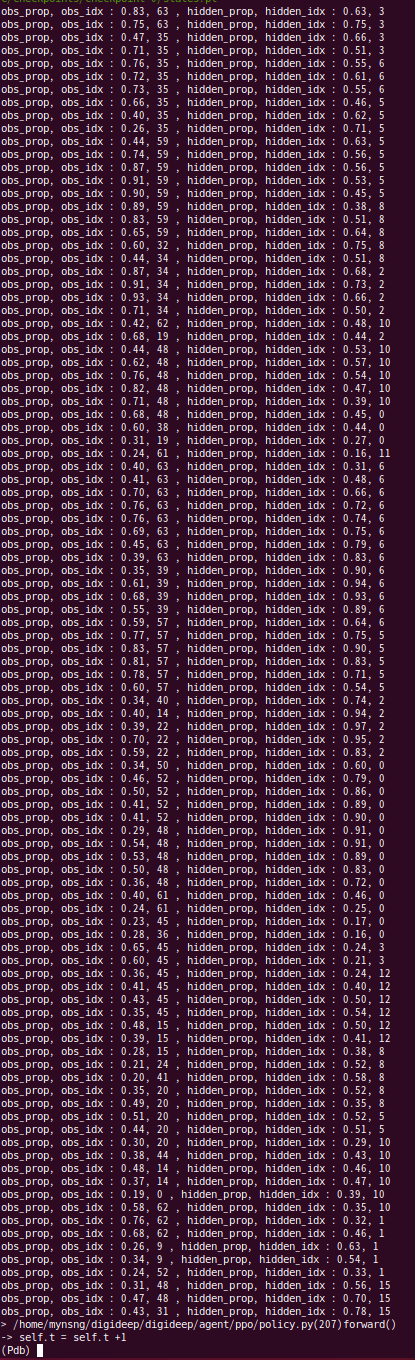 obs_prop, obs_idx : 0.83, 63 , hidden_prop, hidden_idx : 0.63, 3
obs_prop, obs_idx : 0.75, 63 , hidden_prop, hidden_idx : 0.75, 3
obs_prop, obs_idx : 0.47, 35 , hidden_prop, hidden_idx : 0.66, 3
obs_prop, obs_idx : 0.71, 35 , hidden_prop, hidden_idx : 0.51, 3
obs_prop, obs_idx : 0.76, 35 , hidden_prop, hidden_idx : 0.55, 6
obs_prop, obs_idx : 0.72, 35 , hidden_prop, hidden_idx : 0.61, 6
obs_prop, obs_idx : 0.73, 35 , hidden_prop, hidden_idx : 0.55, 6
obs_prop, obs_idx : 0.66, 35 , hidden_prop, hidden_idx : 0.46, 5
obs_prop, obs_idx : 0.40, 35 , hidden_prop, hidden_idx : 0.62, 5
obs_prop, obs_idx : 0.26, 35 , hidden_prop, hidden_idx : 0.71, 5
obs_prop, obs_idx : 0.44, 59 , hidden_prop, hidden_idx : 0.63, 5
obs_prop, obs_idx : 0.74, 59 , hidden_prop, hidden_idx : 0.56, 5
obs_prop, obs_idx : 0.87, 59 , hidden_prop, hidden_idx : 0.56, 5
obs_prop, obs_idx : 0.91, 59 , hidden_prop, hidden_idx : 0.53, 5
obs_prop, obs_idx : 0.90, 59 , hidden_prop, hidden_idx : 0.45, 5
obs_prop, obs_idx : 0.89, 59 , hidden_prop, hidden_idx : 0.38, 8
obs_prop, obs_idx : 0.83, 59 , hidden_prop, hidden_idx : 0.51, 8
obs_prop, obs_idx : 0.65, 59 , hidden_prop, hidden_idx : 0.64, 8
obs_prop, obs_idx : 0.60, 32 , hidden_prop, hidden_idx : 0.75, 8
obs_prop, obs_idx : 0.44, 34 , hidden_prop, hidden_idx : 0.51, 8
obs_prop, obs_idx : 0.87, 34 , hidden_prop, hidden_idx : 0.68, 2
obs_prop, obs_idx : 0.91, 34 , hidden_prop, hidden_idx : 0.73, 2
obs_prop, obs_idx : 0.93, 34 , hidden_prop, hidden_idx : 0.66, 2
obs_prop, obs_idx : 0.71, 34 , hidden_prop, hidden_idx : 0.50, 2
obs_prop, obs_idx : 0.42, 62 , hidden_prop, hidden_idx : 0.48, 10
obs_prop, obs_idx : 0.68, 19 , hidden_prop, hidden_idx : 0.44, 2
obs_prop, obs_idx : 0.44, 48 , hidden_prop, hidden_idx : 0.53, 10
obs_prop, obs_idx : 0.62, 48 , hidden_prop, hidden_idx : 0.57, 10
obs_prop, obs_idx : 0.76, 48 , hidden_prop, hidden_idx : 0.54, 10
obs_prop, obs_idx : 0.82, 48 , hidden_prop, hidden_idx : 0.47, 10
obs_prop, obs_idx : 0.71, 48 , hidden_prop, hidden_idx : 0.39, 10
obs_prop, obs_idx : 0.68, 48 , hidden_prop, hidden_idx : 0.45, 0
obs_prop, obs_idx : 0.60, 38 , hidden_prop, hidden_idx : 0.44, 0
obs_prop, obs_idx : 0.31, 19 , hidden_prop, hidden_idx : 0.27, 0
obs_prop, obs_idx : 0.24, 61 , hidden_prop, hidden_idx : 0.16, 11
obs_prop, obs_idx : 0.40, 63 , hidden_prop, hidden_idx : 0.31, 6
obs_prop, obs_idx : 0.41, 63 , hidden_prop, hidden_idx : 0.48, 6
obs_prop, obs_idx : 0.70, 63 , hidden_prop, hidden_idx : 0.66, 6
obs_prop, obs_idx : 0.76, 63 , hidden_prop, hidden_idx : 0.72, 6
obs_prop, obs_idx : 0.76, 63 , hidden_prop, hidden_idx : 0.74, 6
obs_prop, obs_idx : 0.69, 63 , hidden_prop, hidden_idx : 0.75, 6
obs_prop, obs_idx : 0.45, 63 , hidden_prop, hidden_idx : 0.79, 6
obs_prop, obs_idx : 0.39, 63 , hidden_prop, hidden_idx : 0.83, 6
obs_prop, obs_idx : 0.35, 39 , hidden_prop, hidden_idx : 0.90, 6
obs_prop, obs_idx : 0.61, 39 , hidden_prop, hidden_idx : 0.94, 6
obs_prop, obs_idx : 0.68, 39 , hidden_prop, hidden_idx : 0.93, 6
obs_prop, obs_idx : 0.55, 39 , hidden_prop, hidden_idx : 0.89, 6
obs_prop, obs_idx : 0.59, 57 , hidden_prop, hidden_idx : 0.64, 6
obs_prop, obs_idx : 0.77, 57 , hidden_prop, hidden_idx : 0.75, 5
obs_prop, obs_idx : 0.83, 57 , hidden_prop, hidden_idx : 0.90, 5
obs_prop, obs_idx : 0.81, 57 , hidden_prop, hidden_idx : 0.83, 5
obs_prop, obs_idx : 0.78, 57 , hidden_prop, hidden_idx : 0.71, 5
obs_prop, obs_idx : 0.60, 57 , hidden_prop, hidden_idx : 0.54, 5
obs_prop, obs_idx : 0.34, 40 , hidden_prop, hidden_idx : 0.74, 2
obs_prop, obs_idx : 0.40, 14 , hidden_prop, hidden_idx : 0.94, 2
obs_prop, obs_idx : 0.39, 22 , hidden_prop, hidden_idx : 0.97, 2
obs_prop, obs_idx : 0.70, 22 , hidden_prop, hidden_idx : 0.95, 2
obs_prop, obs_idx : 0.59, 22 , hidden_prop, hidden_idx : 0.83, 2
obs_prop, obs_idx : 0.34, 50 , hidden_prop, hidden_idx : 0.60, 0
obs_prop, obs_idx : 0.46, 52 , hidden_prop, hidden_idx : 0.79, 0
obs_prop, obs_idx : 0.50, 52 , hidden_prop, hidden_idx : 0.86, 0
obs_prop, obs_idx : 0.41, 52 , hidden_prop, hidden_idx : 0.89, 0
obs_prop, obs_idx : 0.41, 52 , hidden_prop, hidden_idx : 0.90, 0
obs_prop, obs_idx : 0.29, 48 , hidden_prop, hidden_idx : 0.91, 0
obs_prop, obs_idx : 0.54, 48 , hidden_prop, hidden_idx : 0.91, 0
obs_prop, obs_idx : 0.53, 48 , hidden_prop, hidden_idx : 0.89, 0
obs_prop, obs_idx : 0.50, 48 , hidden_prop, hidden_idx : 0.83, 0
obs_prop, obs_idx : 0.36, 48 , hidden_prop, hidden_idx : 0.72, 0
obs_prop, obs_idx : 0.40, 61 , hidden_prop, hidden_idx : 0.46, 0
obs_prop, obs_idx : 0.24, 61 , hidden_prop, hidden_idx : 0.25, 0
obs_prop, obs_idx : 0.23, 45 , hidden_prop, hidden_idx : 0.17, 0
obs_prop, obs_idx : 0.28, 36 , hidden_prop, hidden_idx : 0.16, 0
obs_prop, obs_idx : 0.65, 45 , hidden_prop, hidden_idx : 0.24, 3
obs_prop, obs_idx : 0.60, 45 , hidden_prop, hidden_idx : 0.21, 3
obs_prop, obs_idx : 0.36, 45 , hidden_prop, hidden_idx : 0.24, 12
obs_prop, obs_idx : 0.41, 45 , hidden_prop, hidden_idx : 0.40, 12
obs_prop, obs_idx : 0.43, 45 , hidden_prop, hidden_idx : 0.50, 12
obs_prop, obs_idx : 0.35, 45 , hidden_prop, hidden_idx : 0.54, 12
obs_prop, obs_idx : 0.48, 15 , hidden_prop, hidden_idx : 0.50, 12
obs_prop, obs_idx : 0.39, 15 , hidden_prop, hidden_idx : 0.41, 12
obs_prop, obs_idx : 0.28, 15 , hidden_prop, hidden_idx : 0.38, 8
obs_prop, obs_idx : 0.21, 24 , hidden_prop, hidden_idx : 0.52, 8
obs_prop, obs_idx : 0.20, 41 , hidden_prop, hidden_idx : 0.58, 8
obs_prop, obs_idx : 0.35, 20 , hidden_prop, hidden_idx : 0.52, 8
obs_prop, obs_idx : 0.49, 20 , hidden_prop, hidden_idx : 0.35, 8
obs_prop, obs_idx : 0.51, 20 , hidden_prop, hidden_idx : 0.52, 5
obs_prop, obs_idx : 0.44, 20 , hidden_prop, hidden_idx : 0.51, 5
obs_prop, obs_idx : 0.30, 20 , hidden_prop, hidden_idx : 0.29, 10
obs_prop, obs_idx : 0.38, 44 , hidden_prop, hidden_idx : 0.43, 10
obs_prop, obs_idx : 0.48, 14 , hidden_prop, hidden_idx : 0.46, 10
obs_prop, obs_idx : 0.37, 14 , hidden_prop, hidden_idx : 0.47, 10
obs_prop, obs_idx : 0.19, 0 , hidden_prop, hidden_idx : 0.39, 10
obs_prop, obs_idx : 0.58, 62 , hidden_prop, hidden_idx : 0.35, 10
obs_prop, obs_idx : 0.76, 62 , hidden_prop, hidden_idx : 0.32, 1
obs_prop, obs_idx : 0.68, 62 , hidden_prop, hidden_idx : 0.46, 1
obs_prop, obs_idx : 0.26, 9 , hidden_prop, hidden_idx : 0.63, 1
obs_prop, obs_idx : 0.34, 9 , hidden_prop, hidden_idx : 0.54, 1
obs_prop, obs_idx : 0.24, 52 , hidden_prop, hidden_idx : 0.33, 1
obs_prop, obs_idx : 0.31, 48 , hidden_prop, hidden_idx : 0.56, 15
obs_prop, obs_idx : 0.47, 48 , hidden_prop, hidden_idx : 0.70, 15
obs_prop, obs_idx : 0.43, 31 , hidden_prop, hidden_idx : 0.78, 15
> /home/mynsng/digideep/digideep/agent/ppo/policy.py(207)forward()
-> self.t = self.t +1
(Pdb)